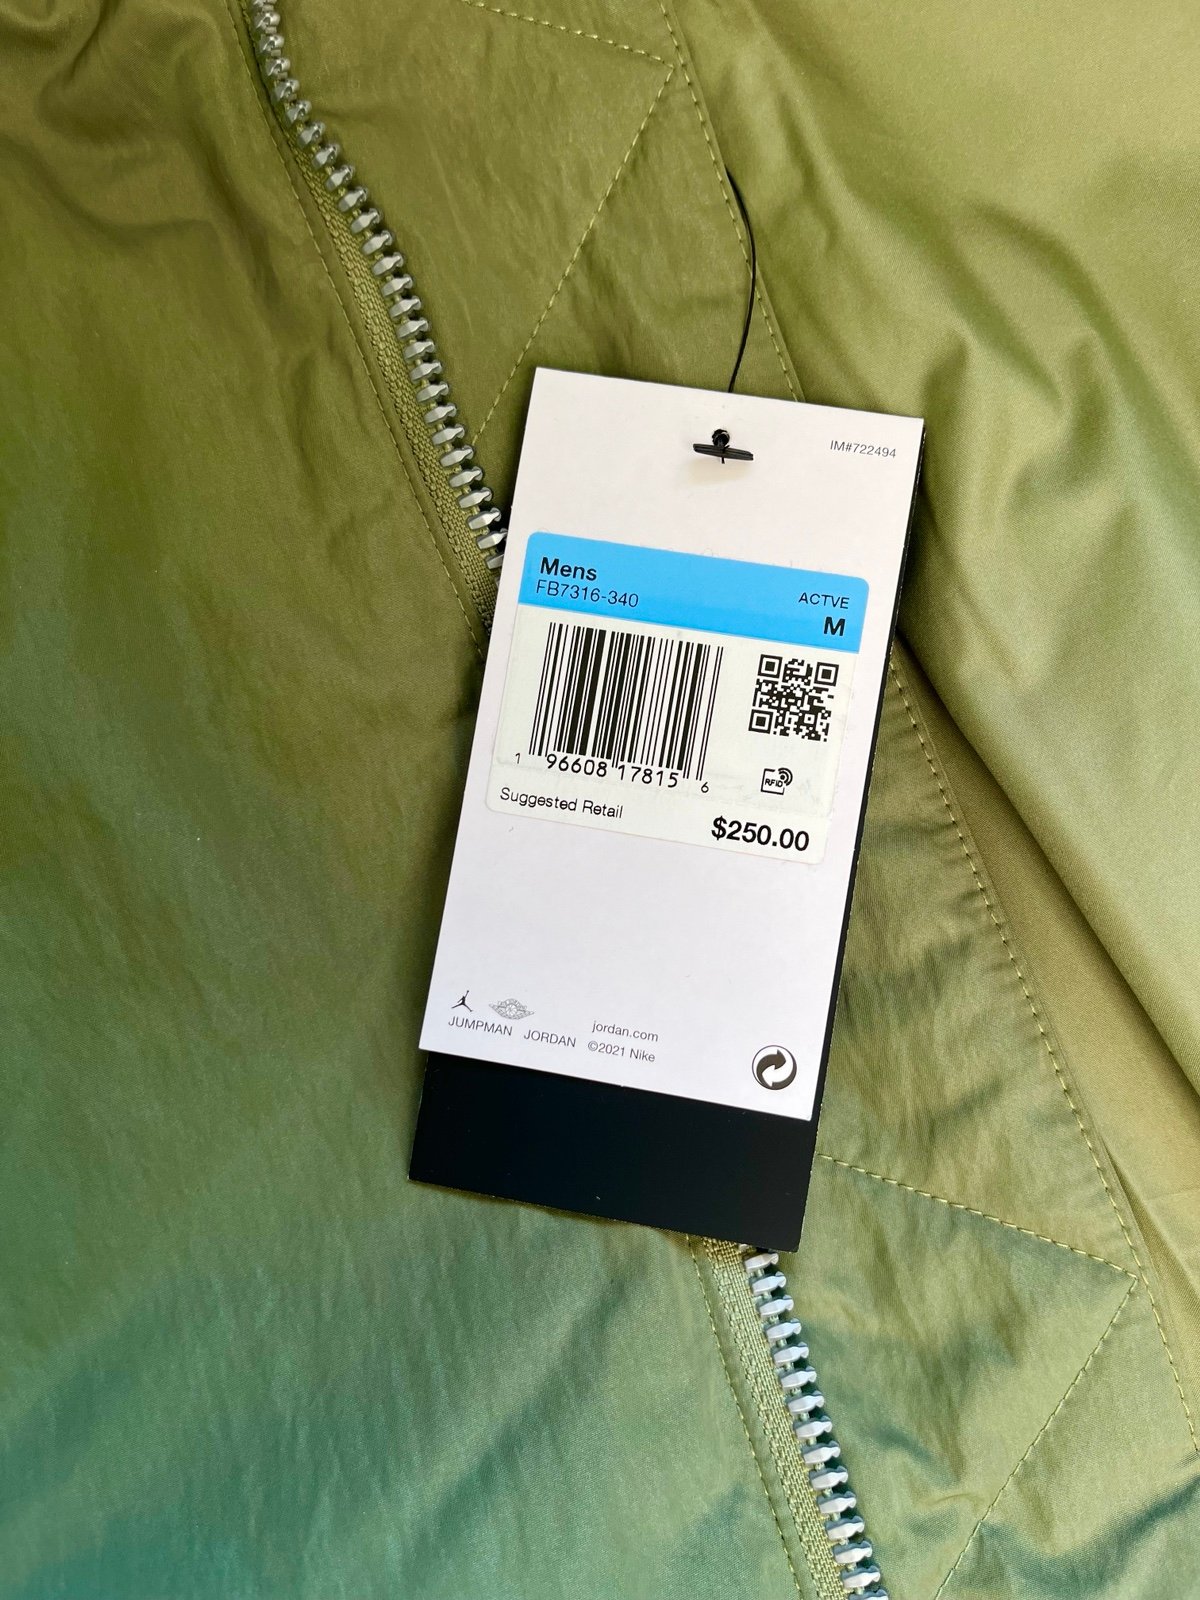 IM#722494
Mens
FB7316-340
ACTVE
M
1 96608 17815 6
RFID
Suggested Retail
$250.00
JUMPMAN JORDAN
jordan.com
©2021 Nike